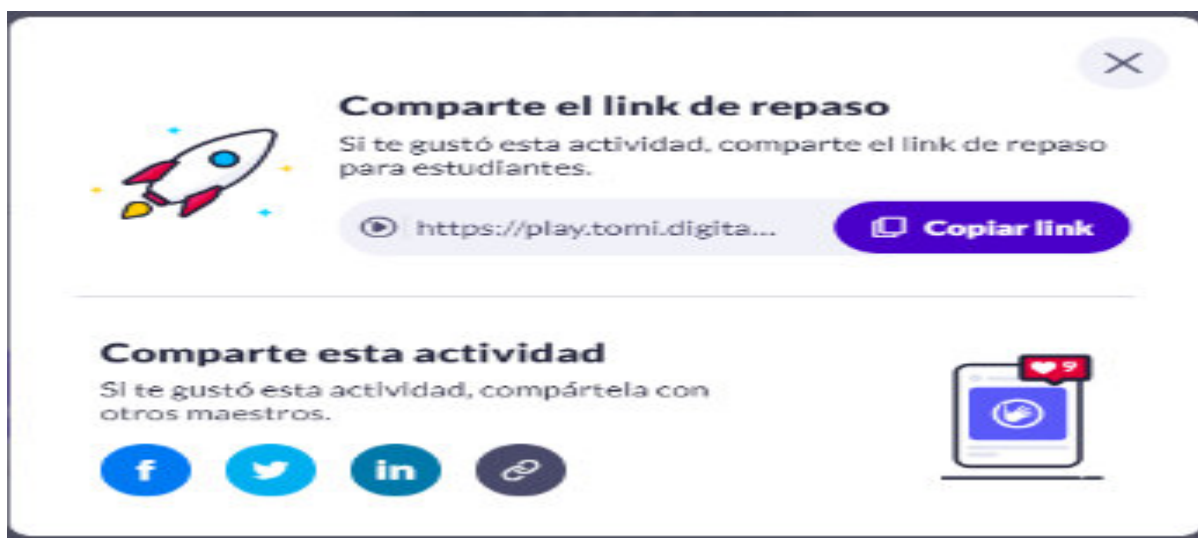 Comparte el link de repaso
Si te gustó esta actividad, comparte el link de repaso
para estudiantes.
https://play.tomi.digita... Copiar link
Comparte esta actividad
Si te gustó esta actividad, compártela con
otros maestros.
9
f in